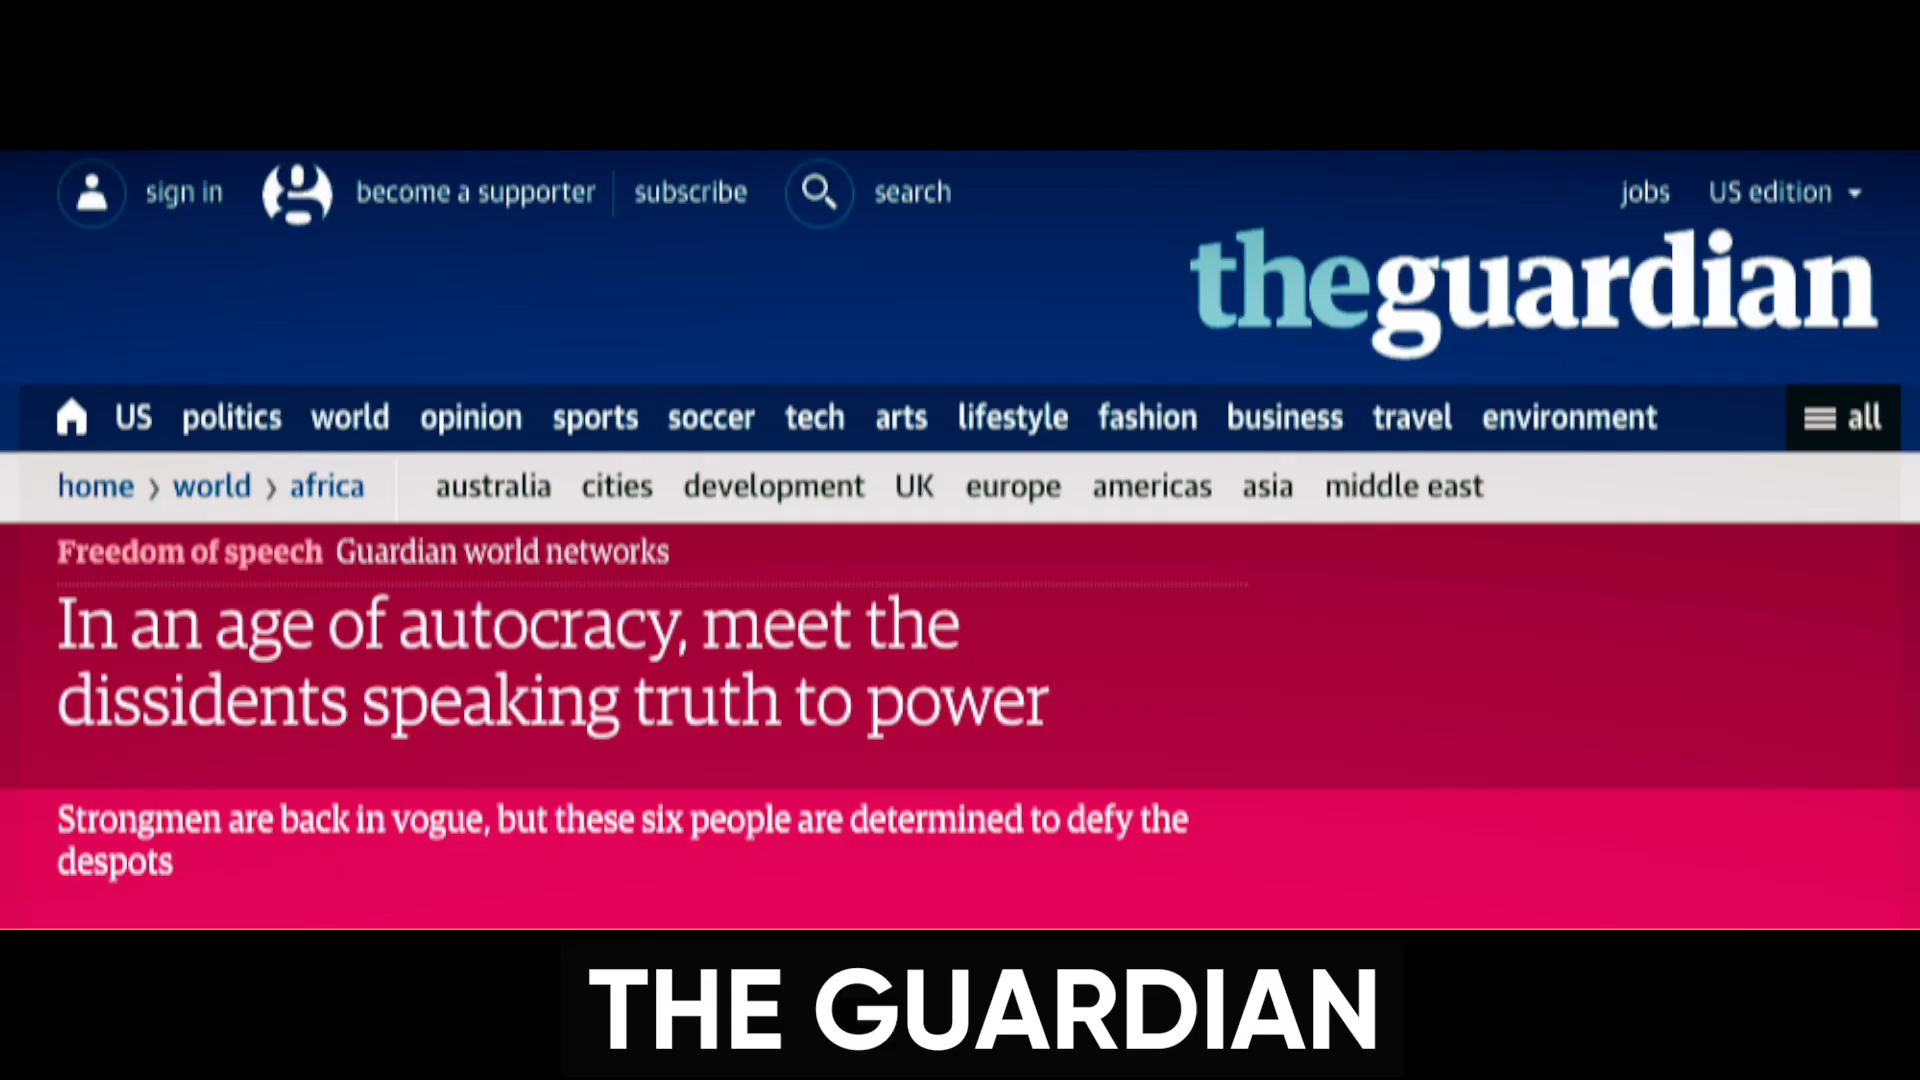 sign in become a supporter subscribe search jobs US edition
theguardian
US politics world opinion sports soccer tech arts lifestyle fashion business travel environment all
home › world › africa australia cities development UK europe americas asia middle east
Freedom of speech Guardian world networks
In an age of autocracy, meet the
dissidents speaking truth to power
Strongmen are back in vogue, but these six people are determined to defy the
despots
THE GUARDIAN